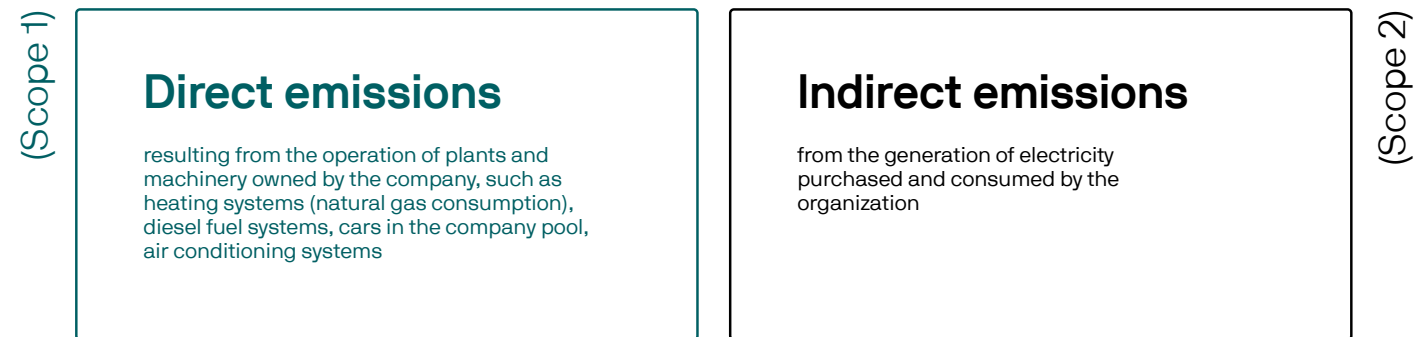 (Scope 1)
Direct emissions
resulting from the operation of plants and
machinery owned by the company, such as
heating systems (natural gas consumption),
diesel fuel systems, cars in the company pool,
air conditioning systems
Indirect emissions
from the generation of electricity
purchased and consumed by the
organization
(Scope 2)